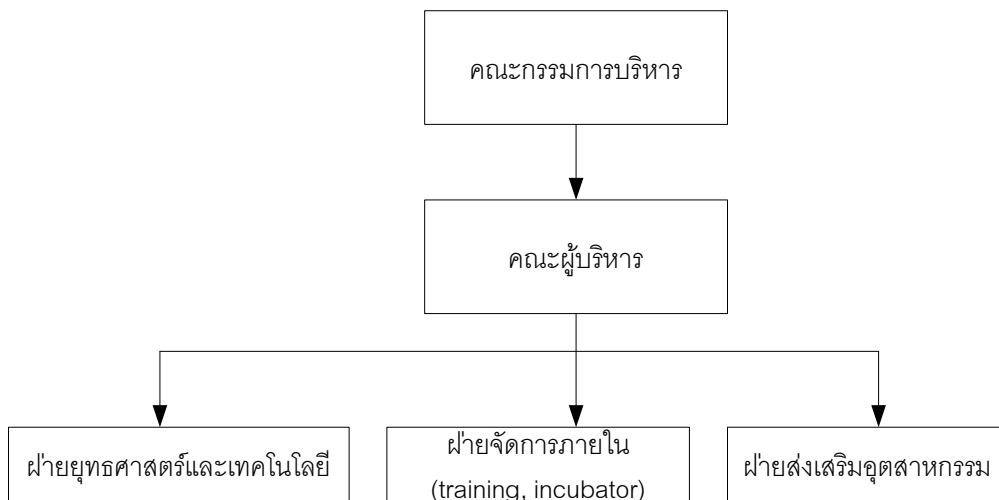 คณะกรรมการบริหาร
คณะผู้บริหาร
ฝ่ายยุทธศาสตร์และเทคโนโลยี
ฝ่ายจัดการภายใน
(training, incubator)
ฝ่ายส่งเสริมอุตสาหกรรม